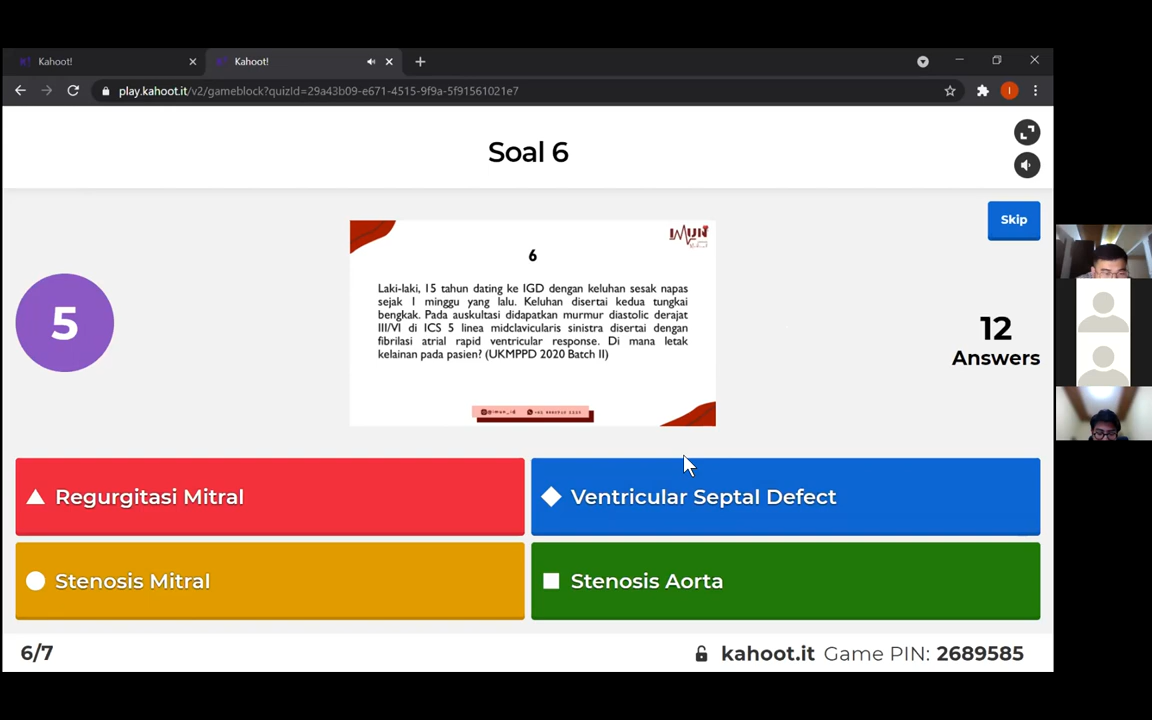 Kahoot!
Kahoot!
play.kahoot.it/v2/gameblock?quizId=29a43b09-e671-4515-9f9a-5f91561021e7
I
Soal 6
Skip
IMUN
6
Laki-laki, 15 tahun dating ke IGD dengan keluhan sesak napas
sejak 1 minggu yang lalu. Keluhan disertai kedua tungkai
bengkak. Pada auskultasi didapatkan murmur diastolic derajat
III/VI di ICS 5 linea midclavicularis sinistra disertai dengan
fibrilasi atrial rapid ventricular response. Di mana letak
kelainan pada pasien? (UKMPPD 2020 Batch II)
5
12
Answers
Regurgitasi Mitral
Ventricular Septal Defect
Stenosis Mitral
Stenosis Aorta
6/7
kahoot.it Game PIN: 2689585